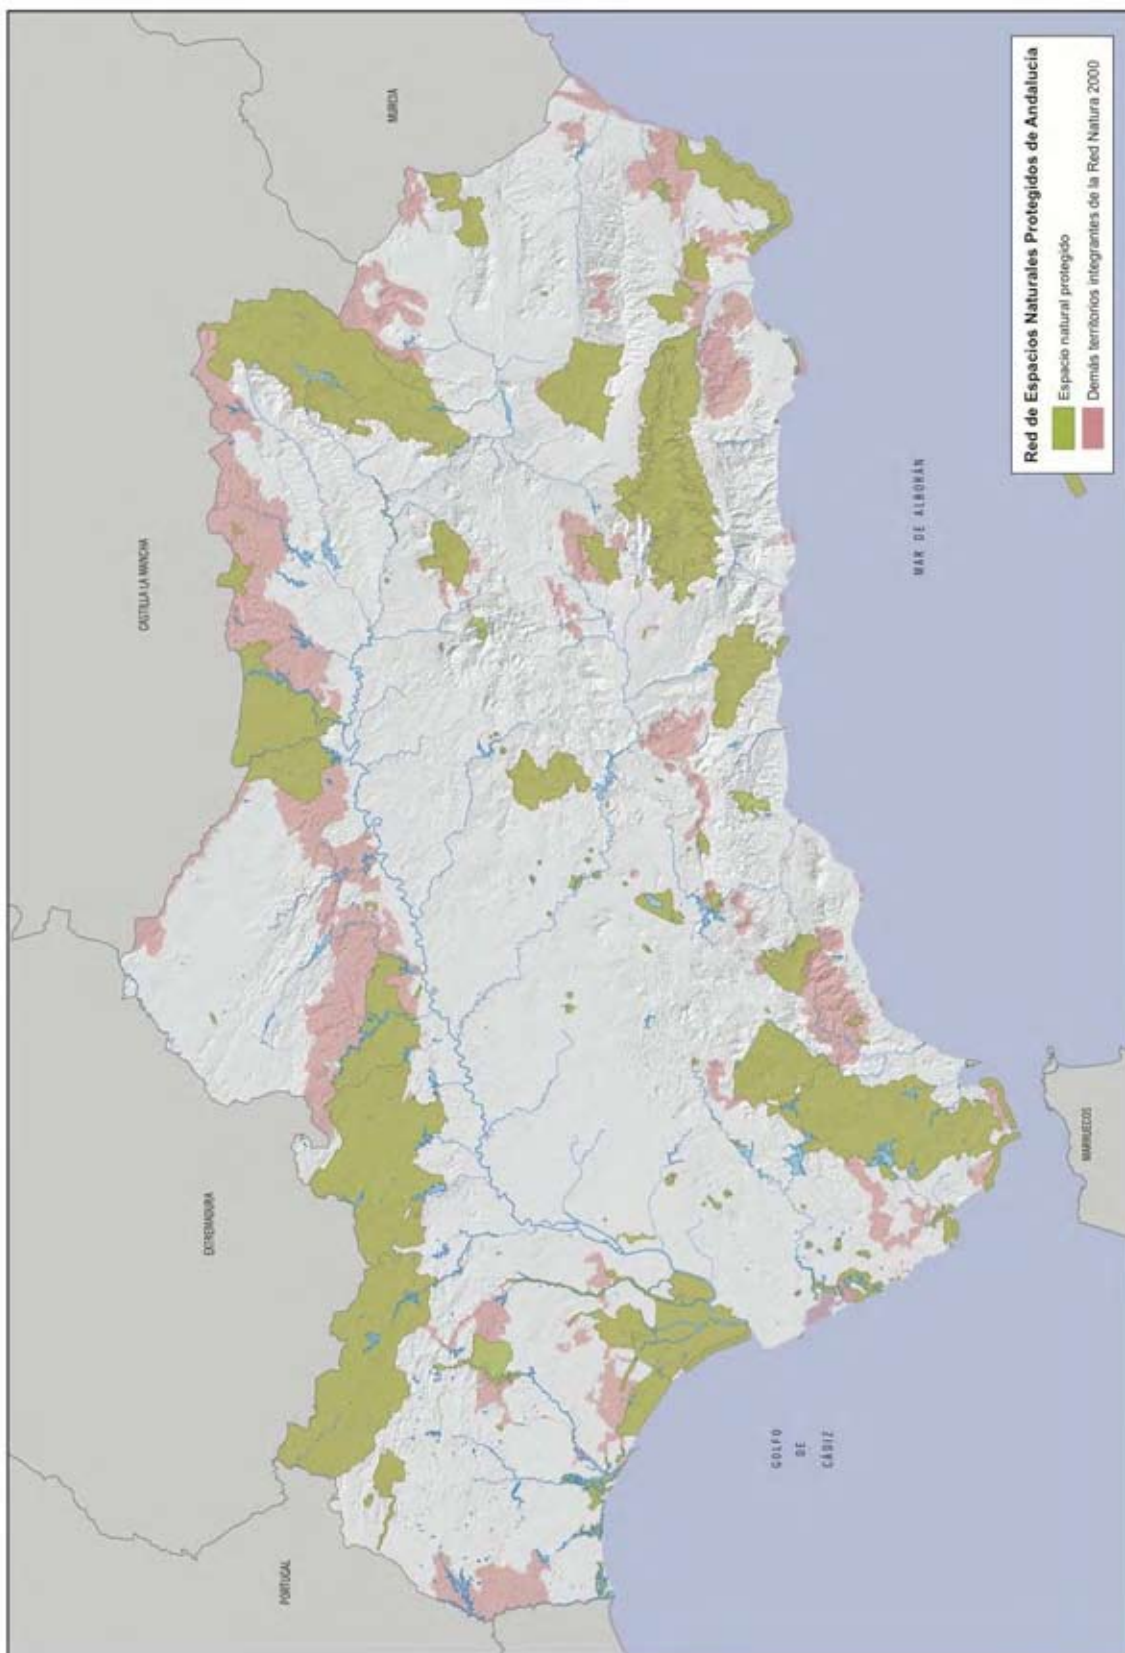 CASTILLA LA MANCHA
EXTREMADURA
MURCIA
PORTUGAL
GOLFO
DE
CÁDIZ
MAR DE ALBORÁN
MARRUECOS
Red de Espacios Naturales Protegidos de Andalucía
Espacio natural protegido
Demás territorios integrantes de la Red Natura 2000